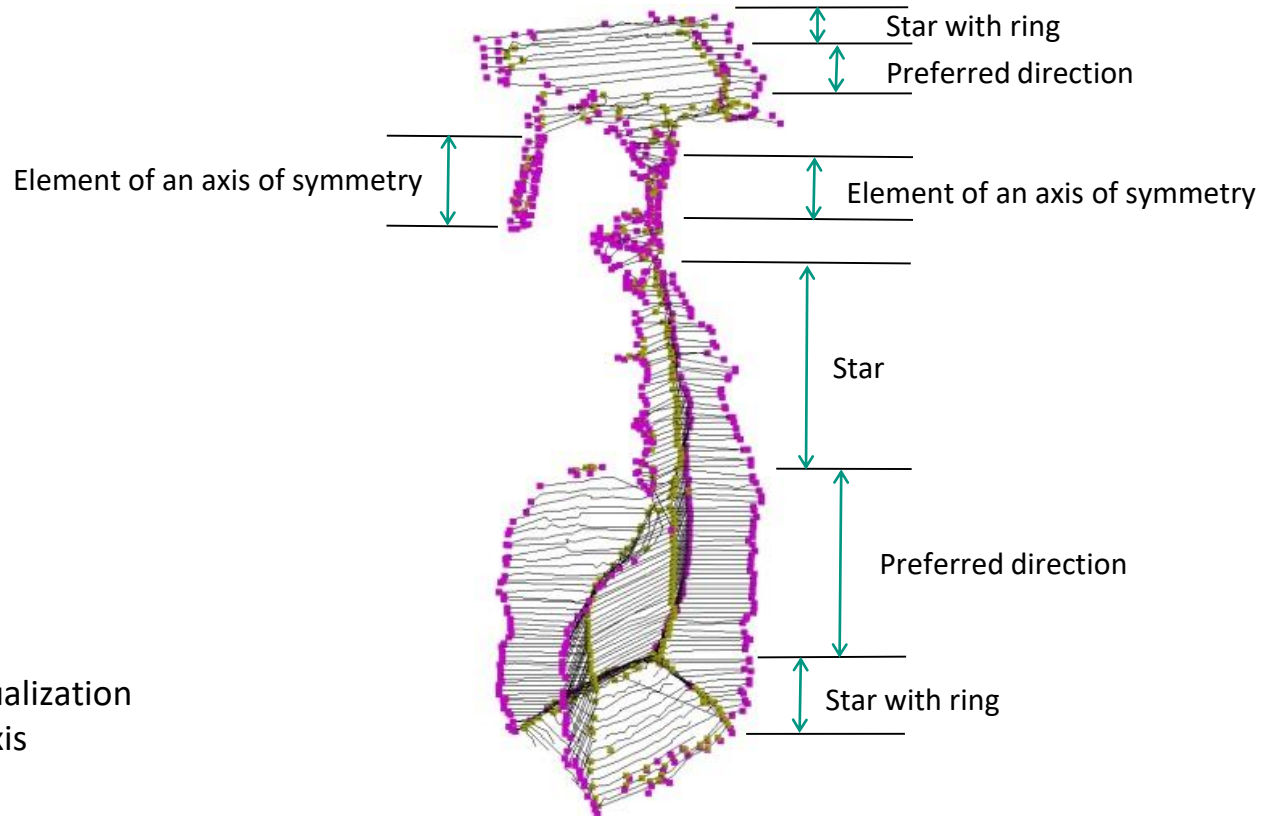 Star with ring
Preferred direction
Element of an axis of symmetry
Element of an axis of symmetry
Star
Preferred direction
Star with ring